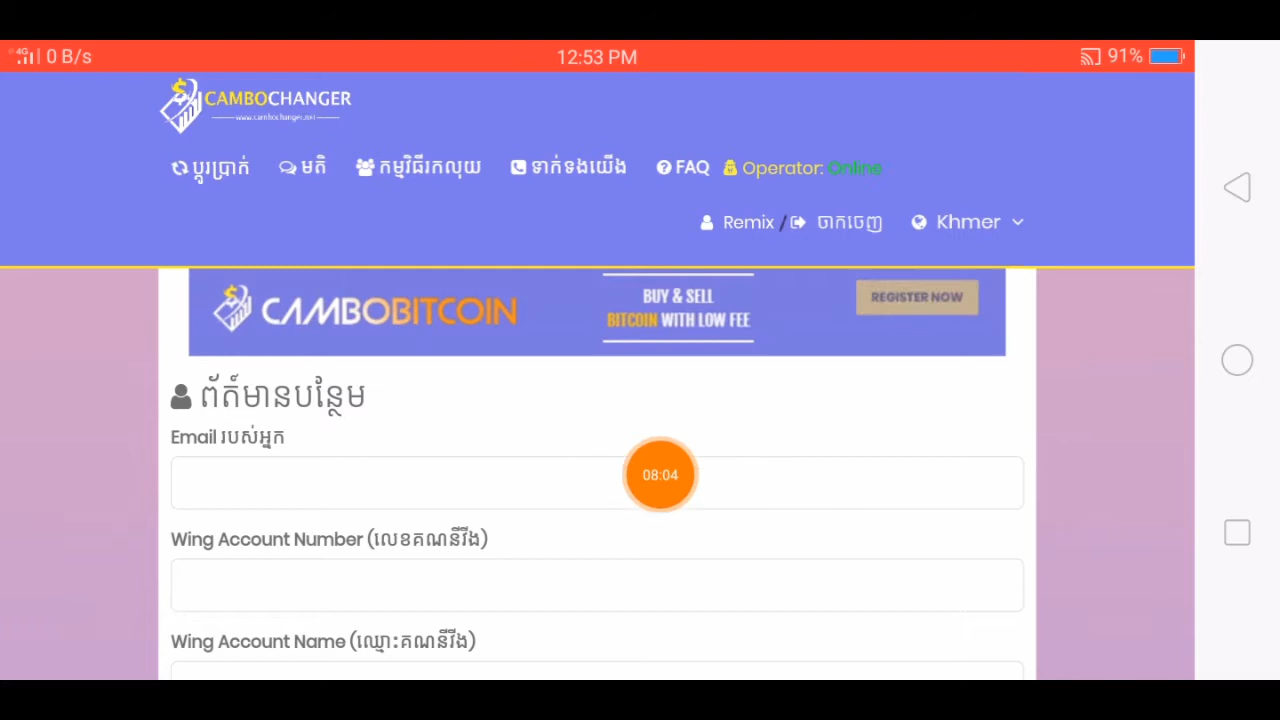 4G 0 B/s 12:53 PM 91%
CAMBOCHANGER
www.cambochanger.net
ប្តូរប្រាក់ មតិ កម្មវិធីរកលុយ ទាក់ទងយើង FAQ Operator: Online
Remix / ចាកចេញ Khmer
CAMBOBITCOIN
BUY & SELL
BITCOIN WITH LOW FEE
REGISTER NOW
ព័ត៍មានបន្ថែម
Email របស់អ្នក
08:04
Wing Account Number (លេខគណនីវីង)
Wing Account Name (ឈ្មោះគណនីវីង)